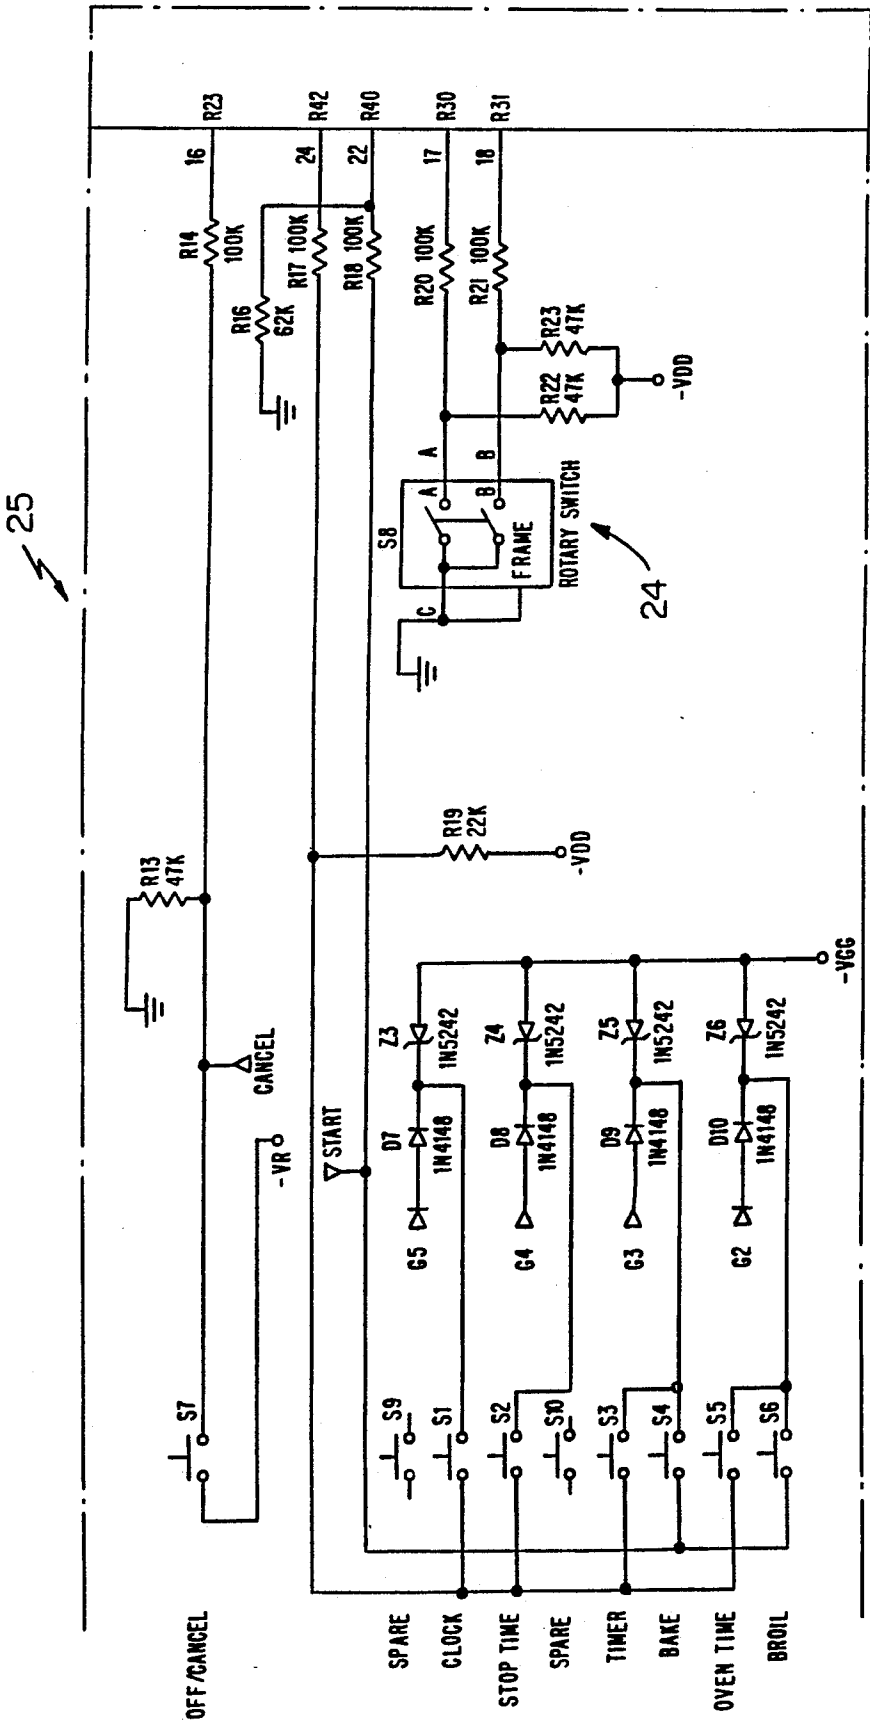 25
OFF/CANCEL
S7
-VR
CANCEL
R13
47K
R14
100K
16
R23
R16
62K
R17 100K
24
R42
START
R18 100K
22
R40
SPARE
S9
CLOCK
S1
G5
D7
1N4148
Z3
1N5242
R19
22K
-VDD
S8
C
A
B
FRAME
A
B
ROTARY SWITCH
24
R20 100K
17
R30
R21 100K
18
R31
R22
47K
R23
47K
-VDD
STOP TIME
S2
G4
D8
1N4148
Z4
1N5242
SPARE
S10
TIMER
S3
G3
D9
1N4148
Z5
1N5242
BAKE
S4
OVEN TIME
S5
G2
D10
1N4148
Z6
1N5242
BROIL
S6
-VGG